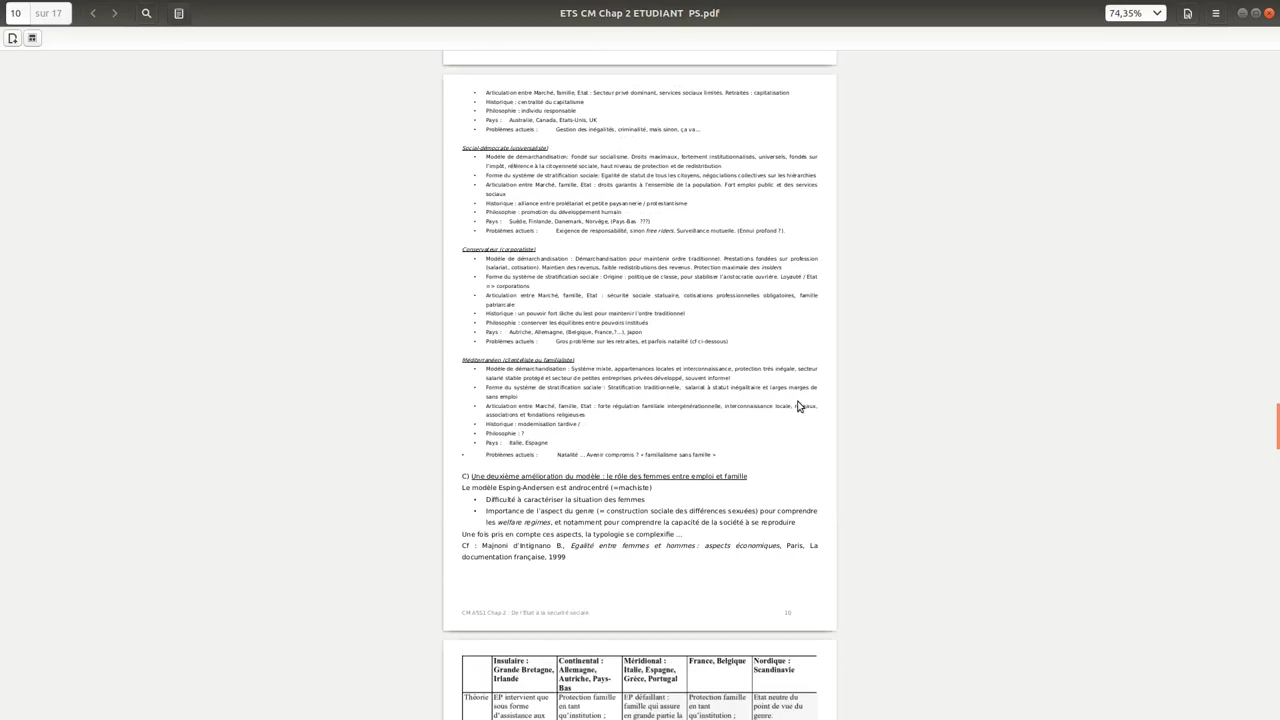 10 sur 17
ETS CM Chap 2 ETUDIANT PS.pdf
74,35%
• Articulation entre Marché, famille, Etat : Secteur privé dominant, services sociaux limités. Retraites : capitalisation
• Historique : centralité du capitalisme
• Philosophie : individu responsable
• Pays : Australie, Canada, Etats-Unis, UK
• Problèmes actuels : Gestion des inégalités, criminalité, mais sinon, ça va...
Social-démocrate (universaliste)
• Modèle de démarchandisation: Fondé sur socialisme. Droits maximaux, fortement institutionnalisés, universels, fondés sur
l'impôt, référence à la citoyenneté sociale, haut niveau de protection et de redistribution
• Forme du système de stratification sociale: Egalité de statut de tous les citoyens, négociations collectives sur les hiérarchies
• Articulation entre Marché, famille, Etat : droits garantis à l'ensemble de la population. Fort emploi public et des services
sociaux
• Historique : alliance entre prolétariat et petite paysannerie / protestantisme
• Philosophie : promotion du développement humain
• Pays : Suède, Finlande, Danemark, Norvège, (Pays-Bas ???)
• Problèmes actuels : Exigence de responsabilité, sinon free riders. Surveillance mutuelle. (Ennui profond ?).
Conservateur (corporatiste)
• Modèle de démarchandisation : Démarchandisation pour maintenir ordre traditionnel. Prestations fondées sur profession
(salariat, cotisation). Maintien des revenus, faible redistributions des revenus. Protection maximale des insiders
• Forme du système de stratification sociale : Origine : politique de classe, pour stabiliser l'aristocratie ouvrière. Loyauté / Etat
=> corporations
• Articulation entre Marché, famille, Etat : sécurité sociale statuaire, cotisations professionnelles obligatoires, famille
patriarcale
• Historique : un pouvoir fort lâche du lest pour maintenir l'ordre traditionnel
• Philosophie : conserver les équilibres entre pouvoirs institués
• Pays : Autriche, Allemagne, (Belgique, France,?...), Japon
• Problèmes actuels : Gros problème sur les retraites, et parfois natalité (cf ci-dessous)
Méditerranéen (clientéliste ou familialiste)
• Modèle de démarchandisation : Système mixte, appartenances locales et interconnaissance, protection très inégale, secteur
salarié stable protégé et secteur de petites entreprises privées développé, souvent informel
• Forme du système de stratification sociale : Stratification traditionnelle, salariat à statut inégalitaire et larges marges de
sans emploi
• Articulation entre Marché, famille, Etat : forte régulation familiale intergénérationnelle, interconnaissance locale, réseaux,
associations et fondations religieuses
• Historique : modernisation tardive /
• Philosophie : ?
• Pays : Italie, Espagne
• Problèmes actuels : Natalité ... Avenir compromis ? « familialisme sans famille »
C) Une deuxième amélioration du modèle : le rôle des femmes entre emploi et famille
Le modèle Esping-Andersen est androcentré (=machiste)
• Difficulté à caractériser la situation des femmes
• Importance de l'aspect du genre (= construction sociale des différences sexuées) pour comprendre
les welfare regimes, et notamment pour comprendre la capacité de la société à se reproduire
Une fois pris en compte ces aspects, la typologie se complexifie ...
Cf : Majnoni d'Intignano B., Egalité entre femmes et hommes : aspects économiques, Paris, La
documentation française, 1999
CM ASS1 Chap.2 : De l'Etat à la sécurité sociale 10
Insulaire : Grande Bretagne, Irlande
Continental : Allemagne, Autriche, Pays-Bas
Méridional : Italie, Espagne, Grèce, Portugal
France, Belgique
Nordique : Scandinavie
Théorie
EP intervient que sous forme d'assistance aux
Protection famille en tant qu'institution ;
EP défaillant : famille qui assure en grande partie la
Protection famille en tant qu'institution ;
Etat neutre du point de vue du genre.